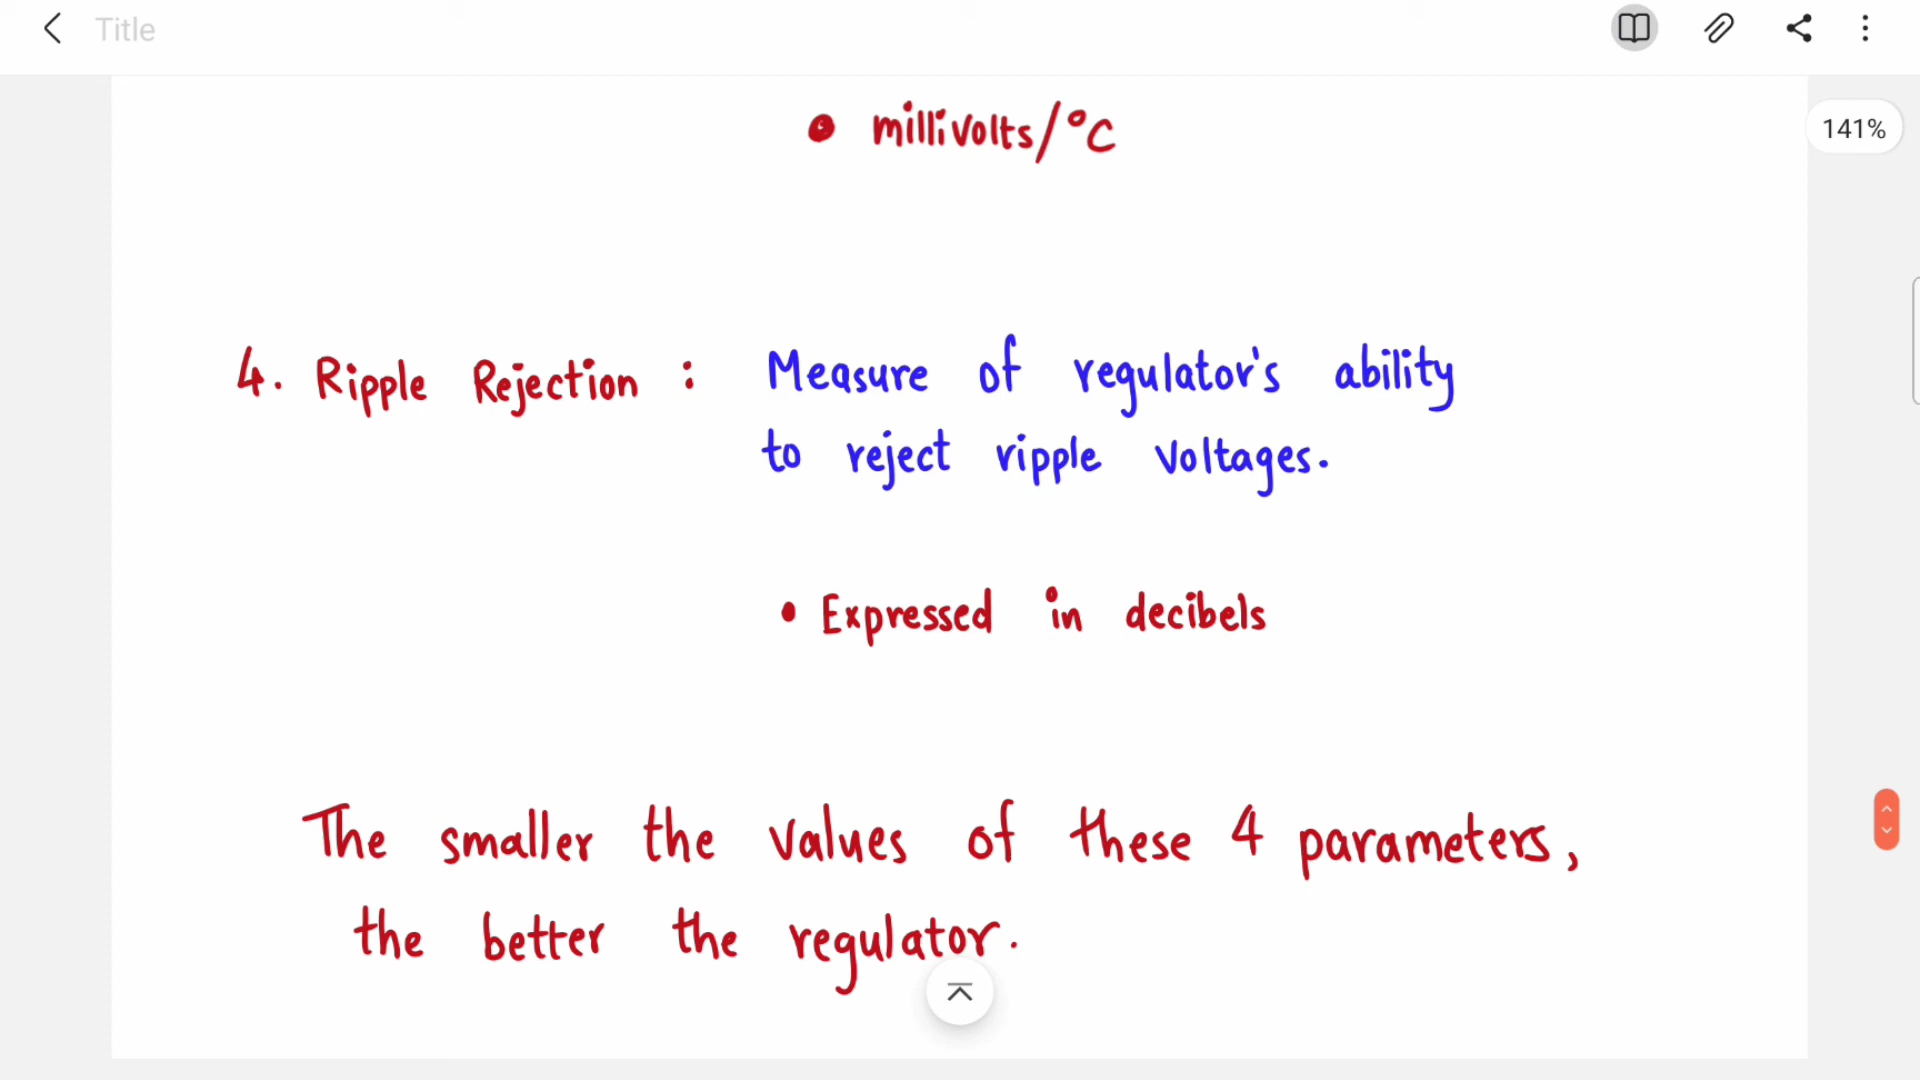 Title
141%
• millivolts/°C
4. Ripple Rejection : Measure of regulator's ability
to reject ripple voltages.
• Expressed in decibels
The smaller the values of these 4 parameters,
the better the regulator.